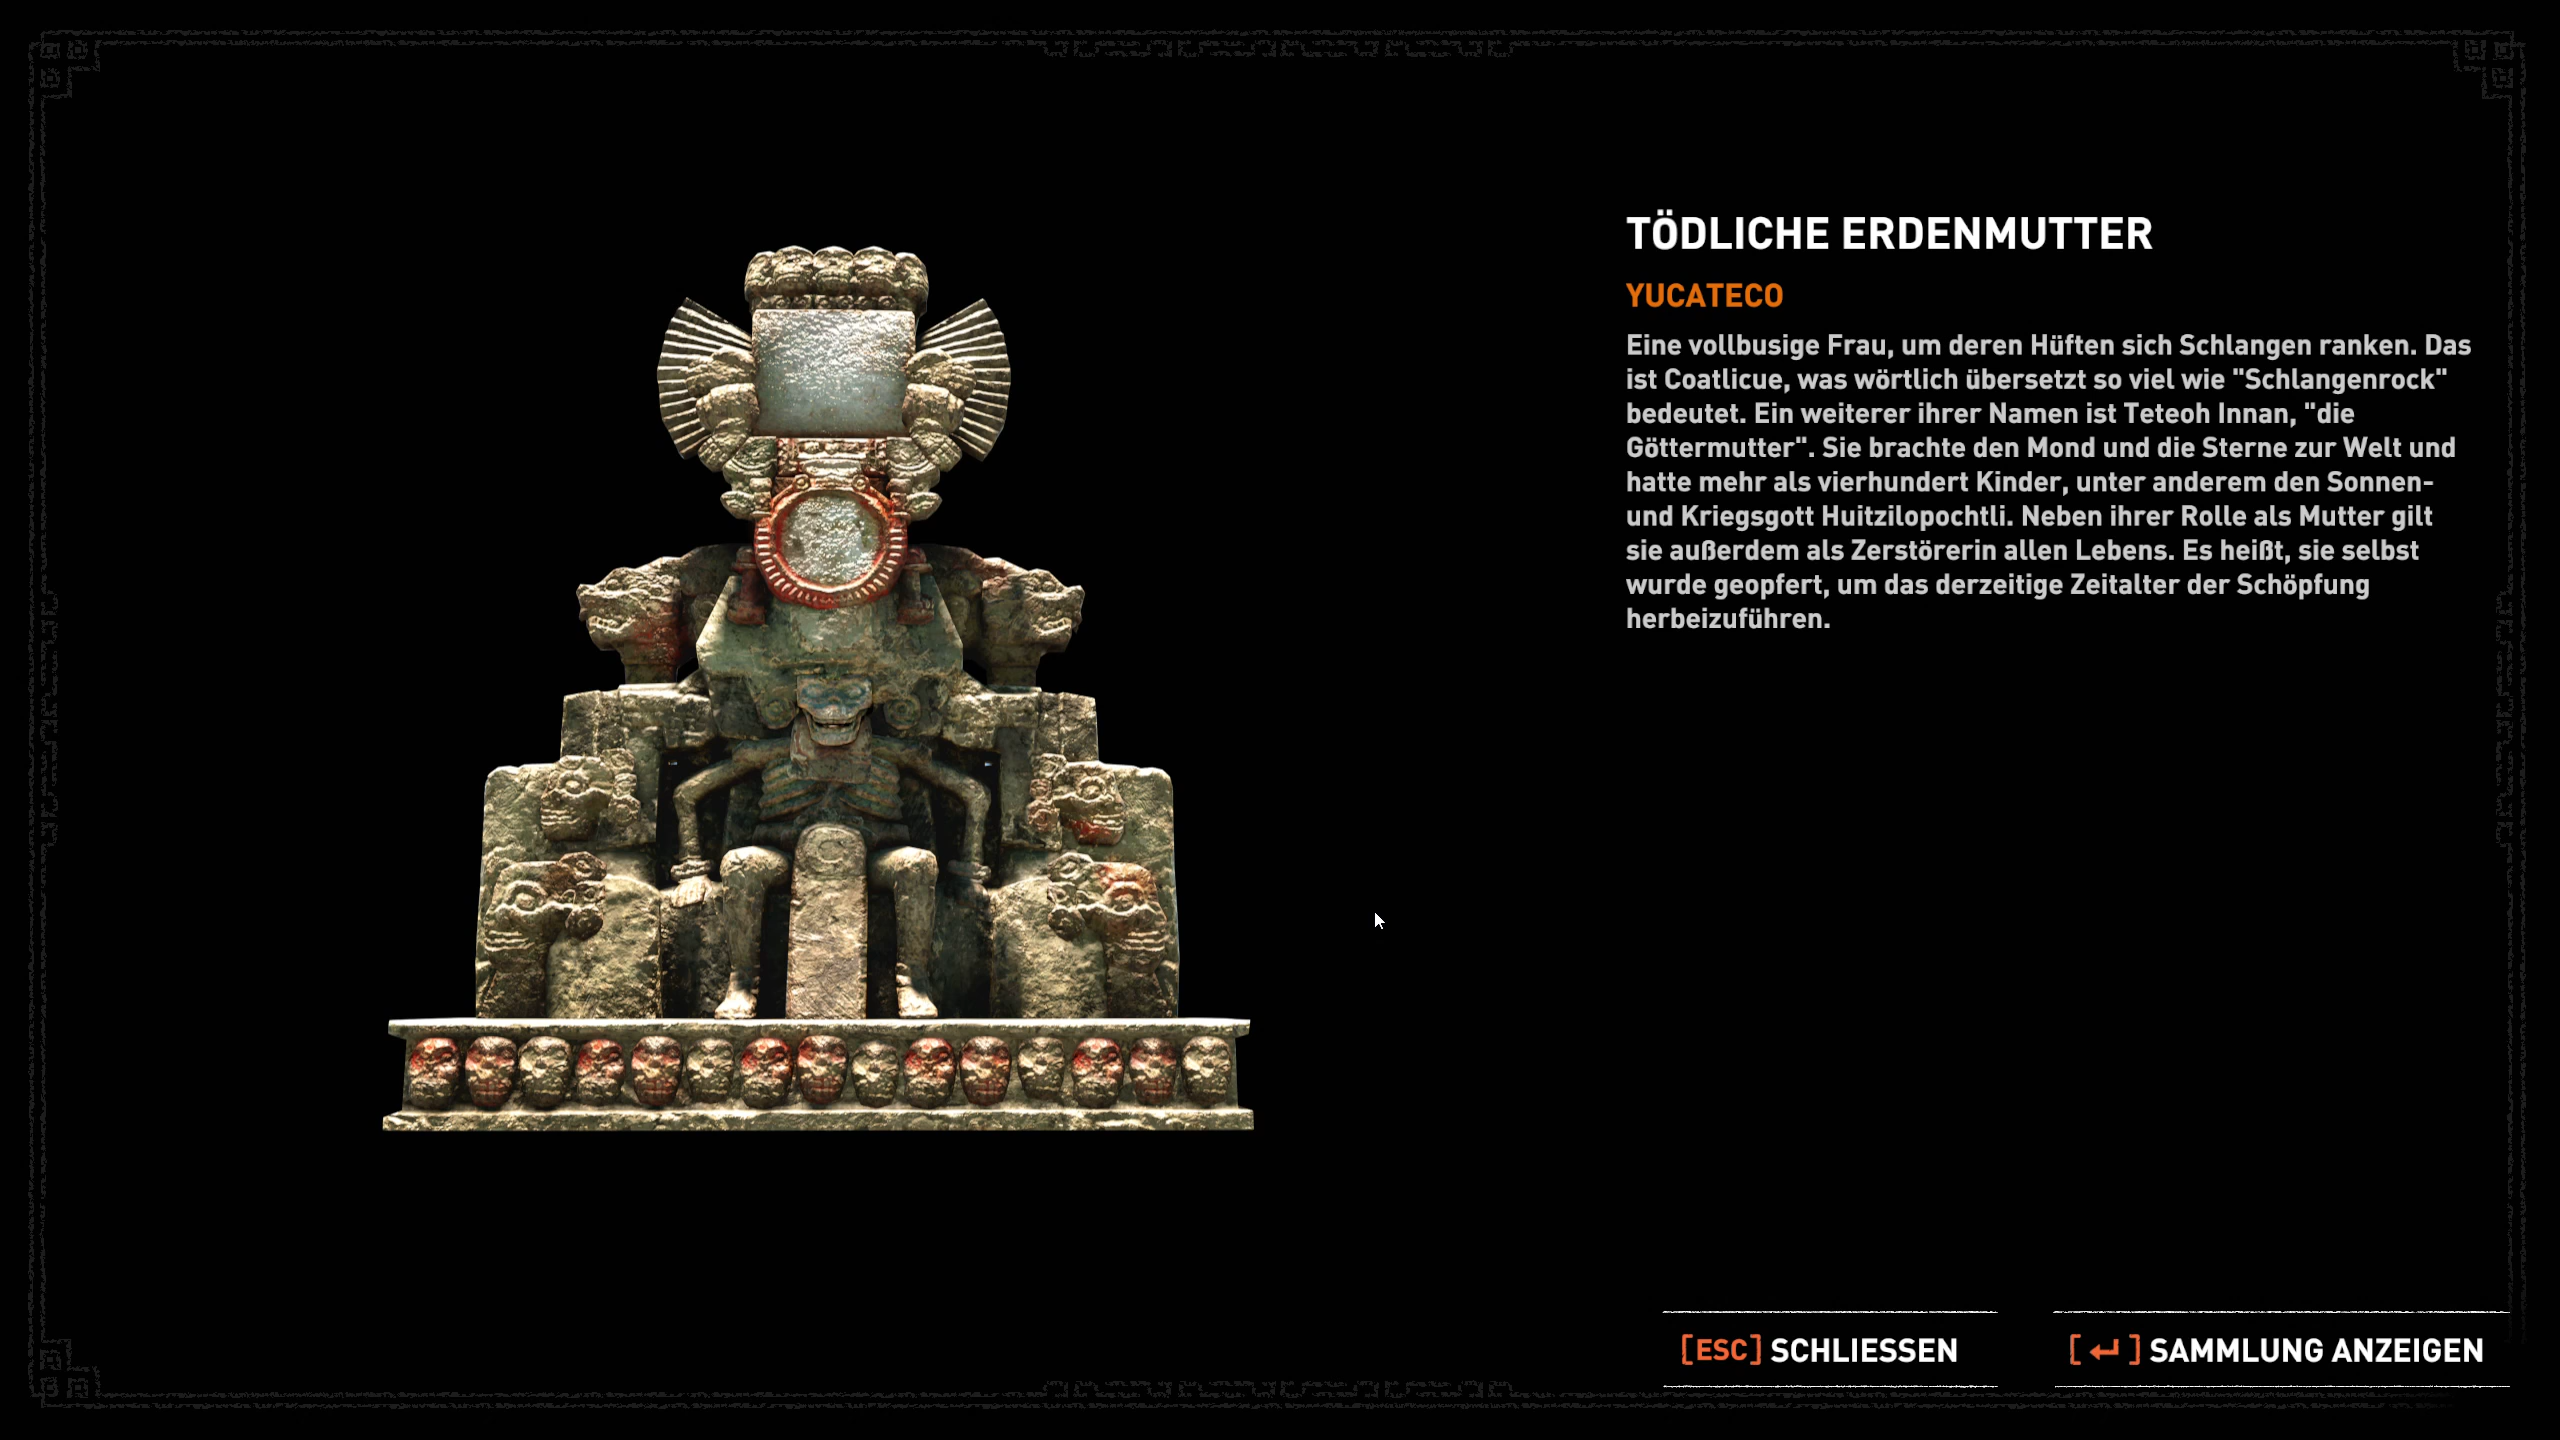 TÖDLICHE ERDENMUTTER
YUCATECO
Eine vollbusige Frau, um deren Hüften sich Schlangen ranken. Das
ist Coatlicue, was wörtlich übersetzt so viel wie "Schlangenrock"
bedeutet. Ein weiterer ihrer Namen ist Teteoh Innan, "die
Göttermutter". Sie brachte den Mond und die Sterne zur Welt und
hatte mehr als vierhundert Kinder, unter anderem den Sonnen-
und Kriegsgott Huitzilopochtli. Neben ihrer Rolle als Mutter gilt
sie außerdem als Zerstörerin allen Lebens. Es heißt, sie selbst
wurde geopfert, um das derzeitige Zeitalter der Schöpfung
herbeizuführen.
[ESC] SCHLIESSEN
[↵] SAMMLUNG ANZEIGEN